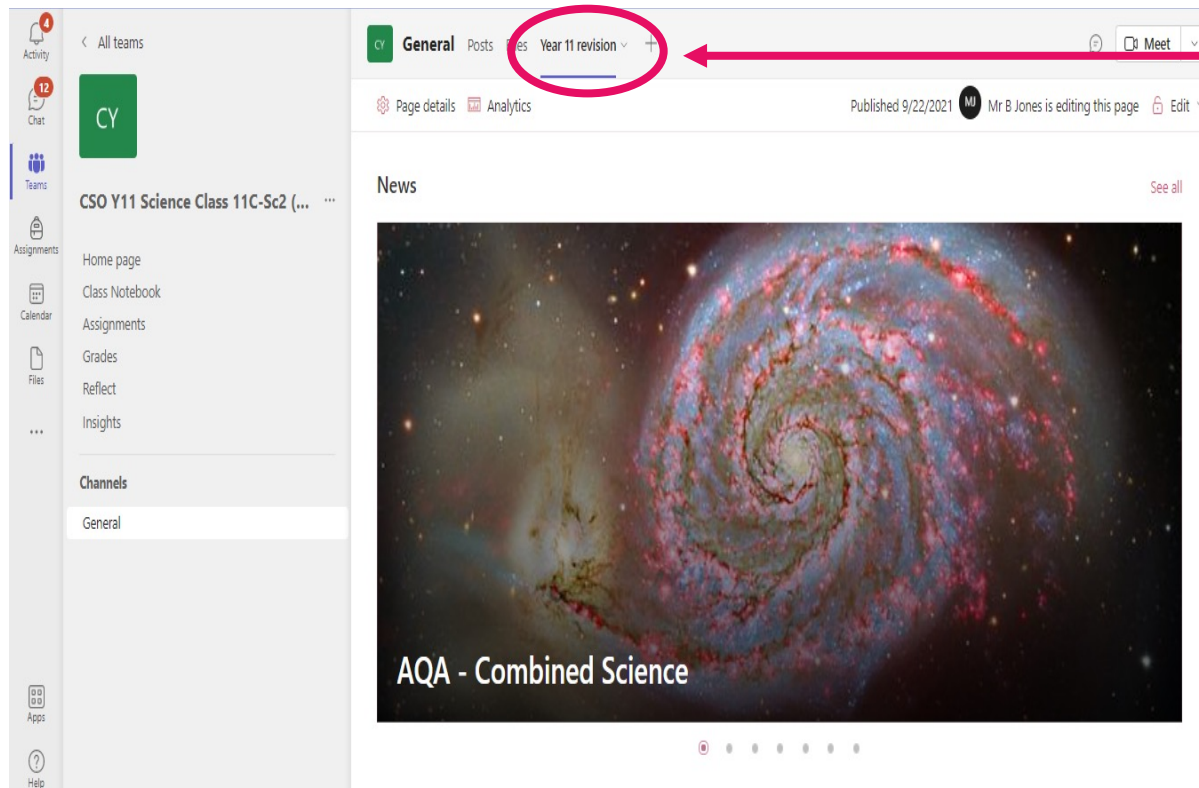 4
Activity
12
Chat
Teams
Assignments
Calendar
Files
...
Apps
Help
< All teams
CY
CSO Y11 Science Class 11C-Sc2 (... ...
Home page
Class Notebook
Assignments
Grades
Reflect
Insights
Channels
General
CY General Posts Files Year 11 revision +
Meet
Page details Analytics
Published 9/22/2021 MJ Mr B Jones is editing this page Edit
News
See all
AQA - Combined Science